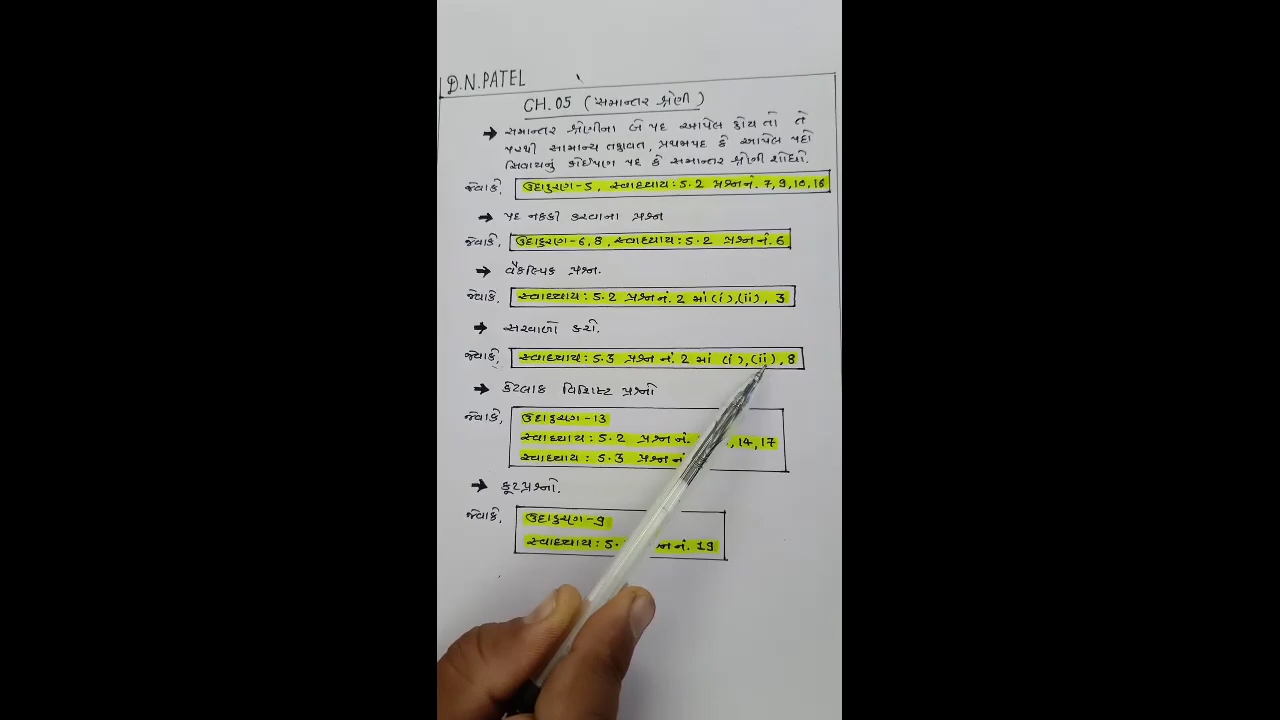 D.N.PATEL
CH.05 (સમાન્તર શ્રેણી)
→ સમાન્તર શ્રેણીના બે પદ આપેલ હોય તો તે
પરથી સામાન્ય તફાવત, પ્રથમપદ કે આપેલ પદો
સિવાયનું કોઈપણ પદ કે સમાન્તર શ્રેણી શોધો.
જેવાકે, ઉદાહરણ-5, સ્વાધ્યાય: 5.2 પ્રશ્ન નં. 7, 9, 10, 16
→ પદ નક્કી કરવાના પ્રશ્ન
જેવાકે, ઉદાહરણ-6, 8, સ્વાધ્યાય: 5.2 પ્રશ્ન નં. 6
→ વૈકલ્પિક પ્રશ્ન.
જેવાકે, સ્વાધ્યાય: 5.2 પ્રશ્ન નં. 2 માં (i),(ii), 3
→ સરવાળો કરો.
જેવાકે, સ્વાધ્યાય: 5.3 પ્રશ્ન નં. 2 માં (i),(ii), 8
→ કેટલાક વિશિષ્ટ પ્રશ્નો
જેવાકે, ઉદાહરણ-13
સ્વાધ્યાય: 5.2 પ્રશ્ન નં. , 14, 17
સ્વાધ્યાય: 5.3 પ્રશ્ન નં
→ કૂટપ્રશ્નો.
જેવાકે, ઉદાહરણ-9
સ્વાધ્યાય: 5. નં. 19